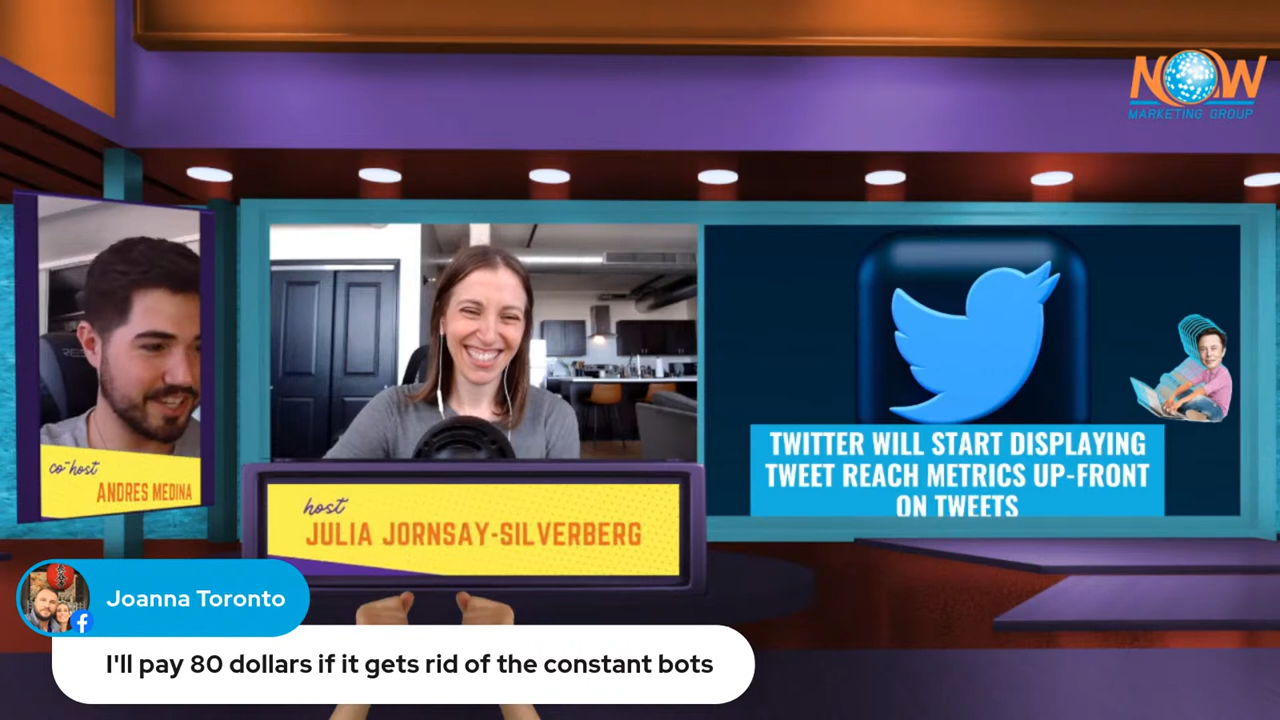 NOW
MARKETING GROUP
TWITTER WILL START DISPLAYING
TWEET REACH METRICS UP-FRONT
ON TWEETS
co-host
ANDRES MEDINA
host
JULIA JORNSAY-SILVERBERG
Joanna Toronto
I'll pay 80 dollars if it gets rid of the constant bots